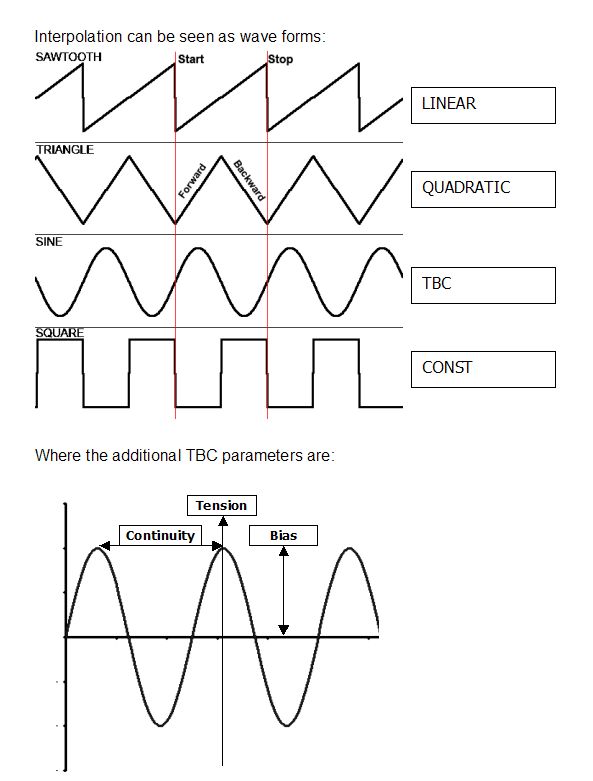 Interpolation can be seen as wave forms:
SAWTOOTH
Start
Stop
LINEAR
TRIANGLE
Forward
Backward
QUADRATIC
SINE
TBC
SQUARE
CONST
Where the additional TBC parameters are:
Tension
Continuity
Bias